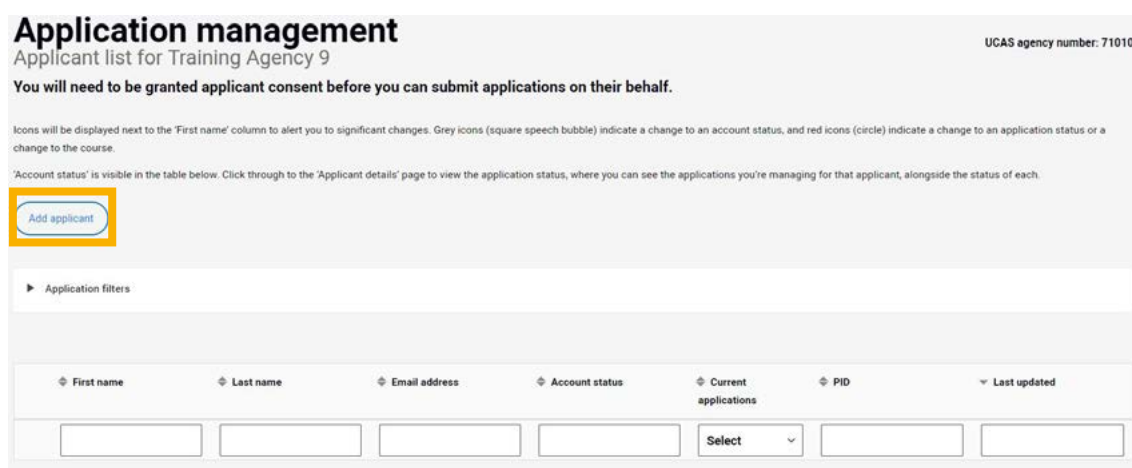 Application management
Applicant list for Training Agency 9
UCAS agency number: 71010
You will need to be granted applicant consent before you can submit applications on their behalf.
Icons will be displayed next to the 'First name' column to alert you to significant changes. Grey icons (square speech bubble) indicate a change to an account status, and red icons (circle) indicate a change to an application status or a
change to the course.
'Account status' is visible in the table below. Click through to the 'Applicant details' page to view the application status, where you can see the applications you're managing for that applicant, alongside the status of each.
Add applicant
Application filters
First name Last name Email address Account status Current PID Last updated
applications
Select